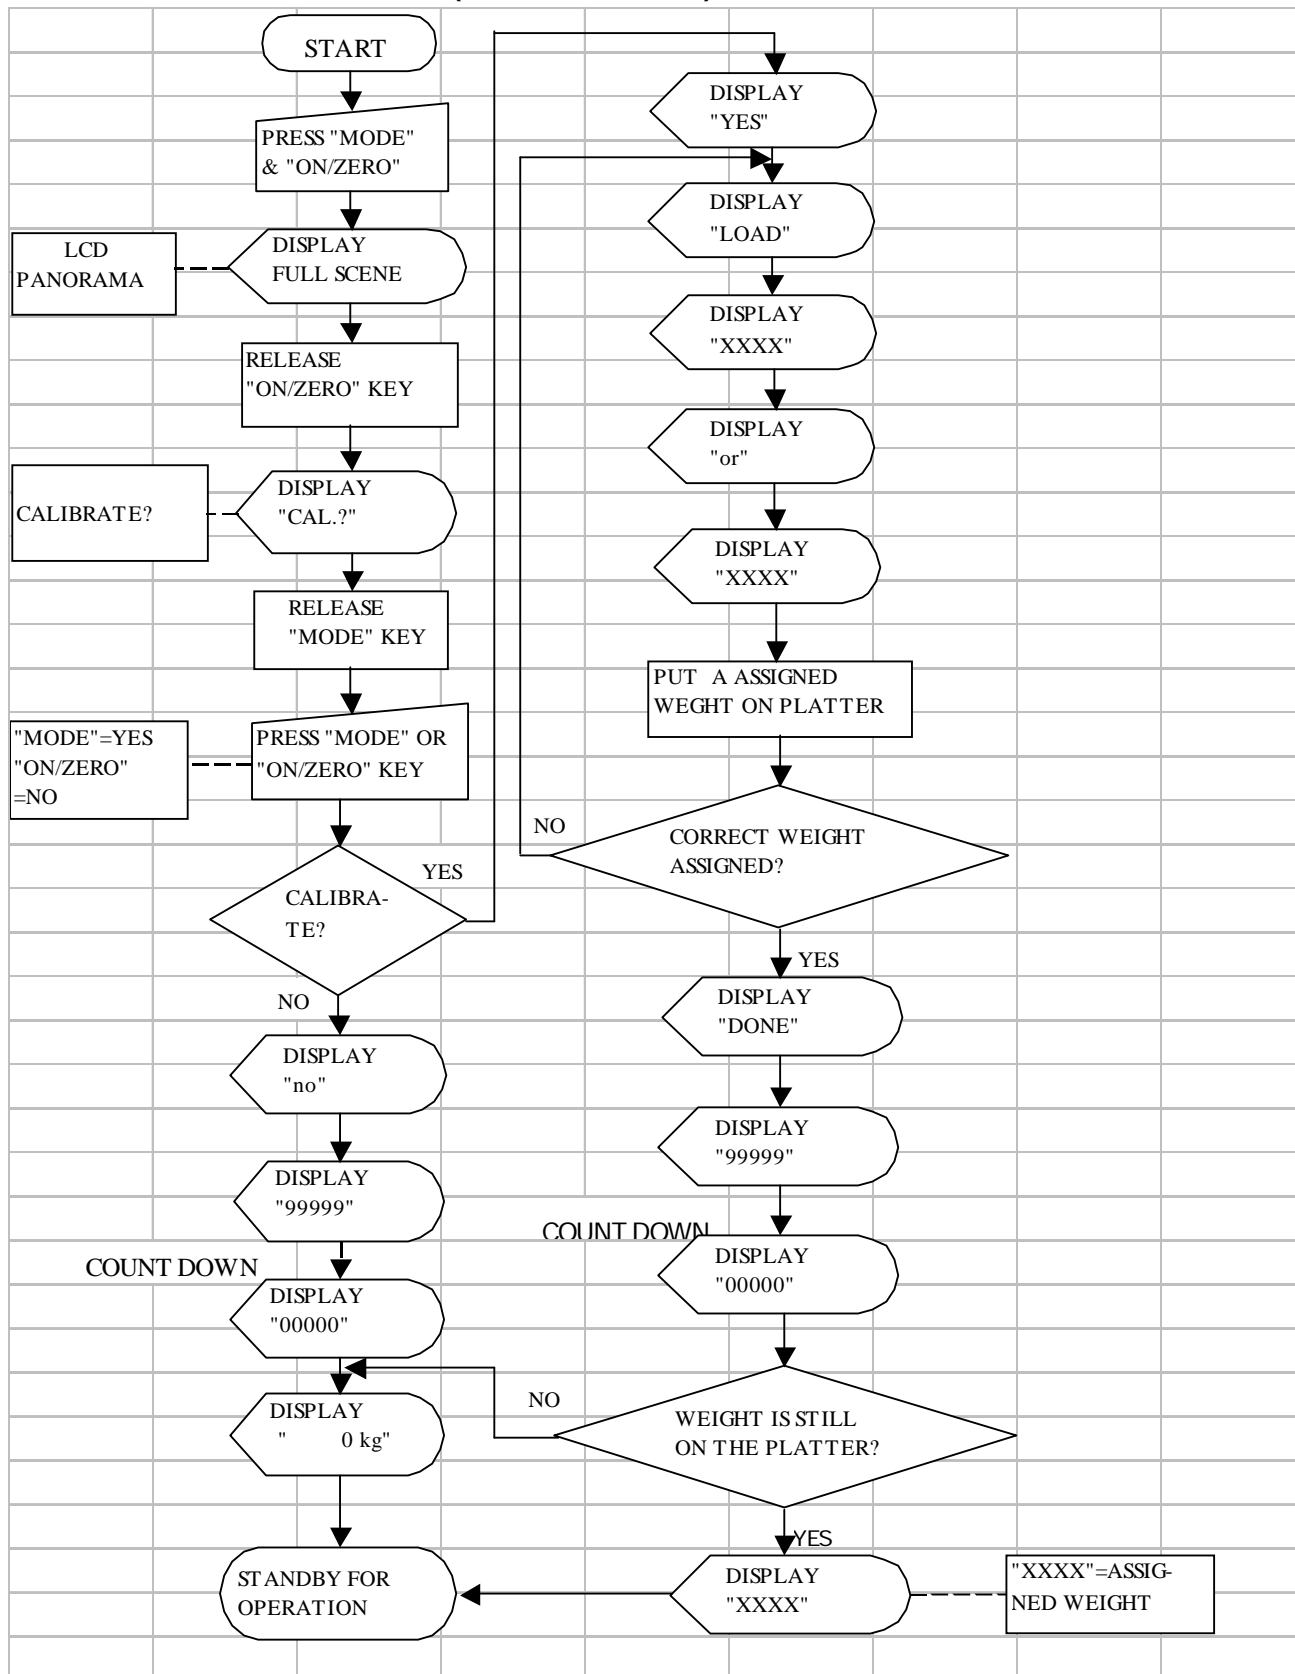 START
PRESS "MODE"
& "ON/ZERO"
LCD
PANORAMA
DISPLAY
FULL SCENE
RELEASE
"ON/ZERO" KEY
CALIBRATE?
DISPLAY
"CAL.?"
RELEASE
"MODE" KEY
"MODE"=YES
"ON/ZERO"
=NO
PRESS "MODE" OR
"ON/ZERO" KEY
CALIBRA-
TE?
YES
NO
DISPLAY
"no"
DISPLAY
"99999"
COUNT DOWN
DISPLAY
"00000"
DISPLAY
" 0 kg"
STANDBY FOR
OPERATION
DISPLAY
"YES"
DISPLAY
"LOAD"
DISPLAY
"XXXX"
DISPLAY
"or"
DISPLAY
"XXXX"
PUT A ASSIGNED
WEGHT ON PLATTER
NO
CORRECT WEIGHT
ASSIGNED?
YES
DISPLAY
"DONE"
DISPLAY
"99999"
COUNT DOWN
DISPLAY
"00000"
NO
WEIGHT IS STILL
ON THE PLATTER?
YES
DISPLAY
"XXXX"
"XXXX"=ASSIG-
NED WEIGHT